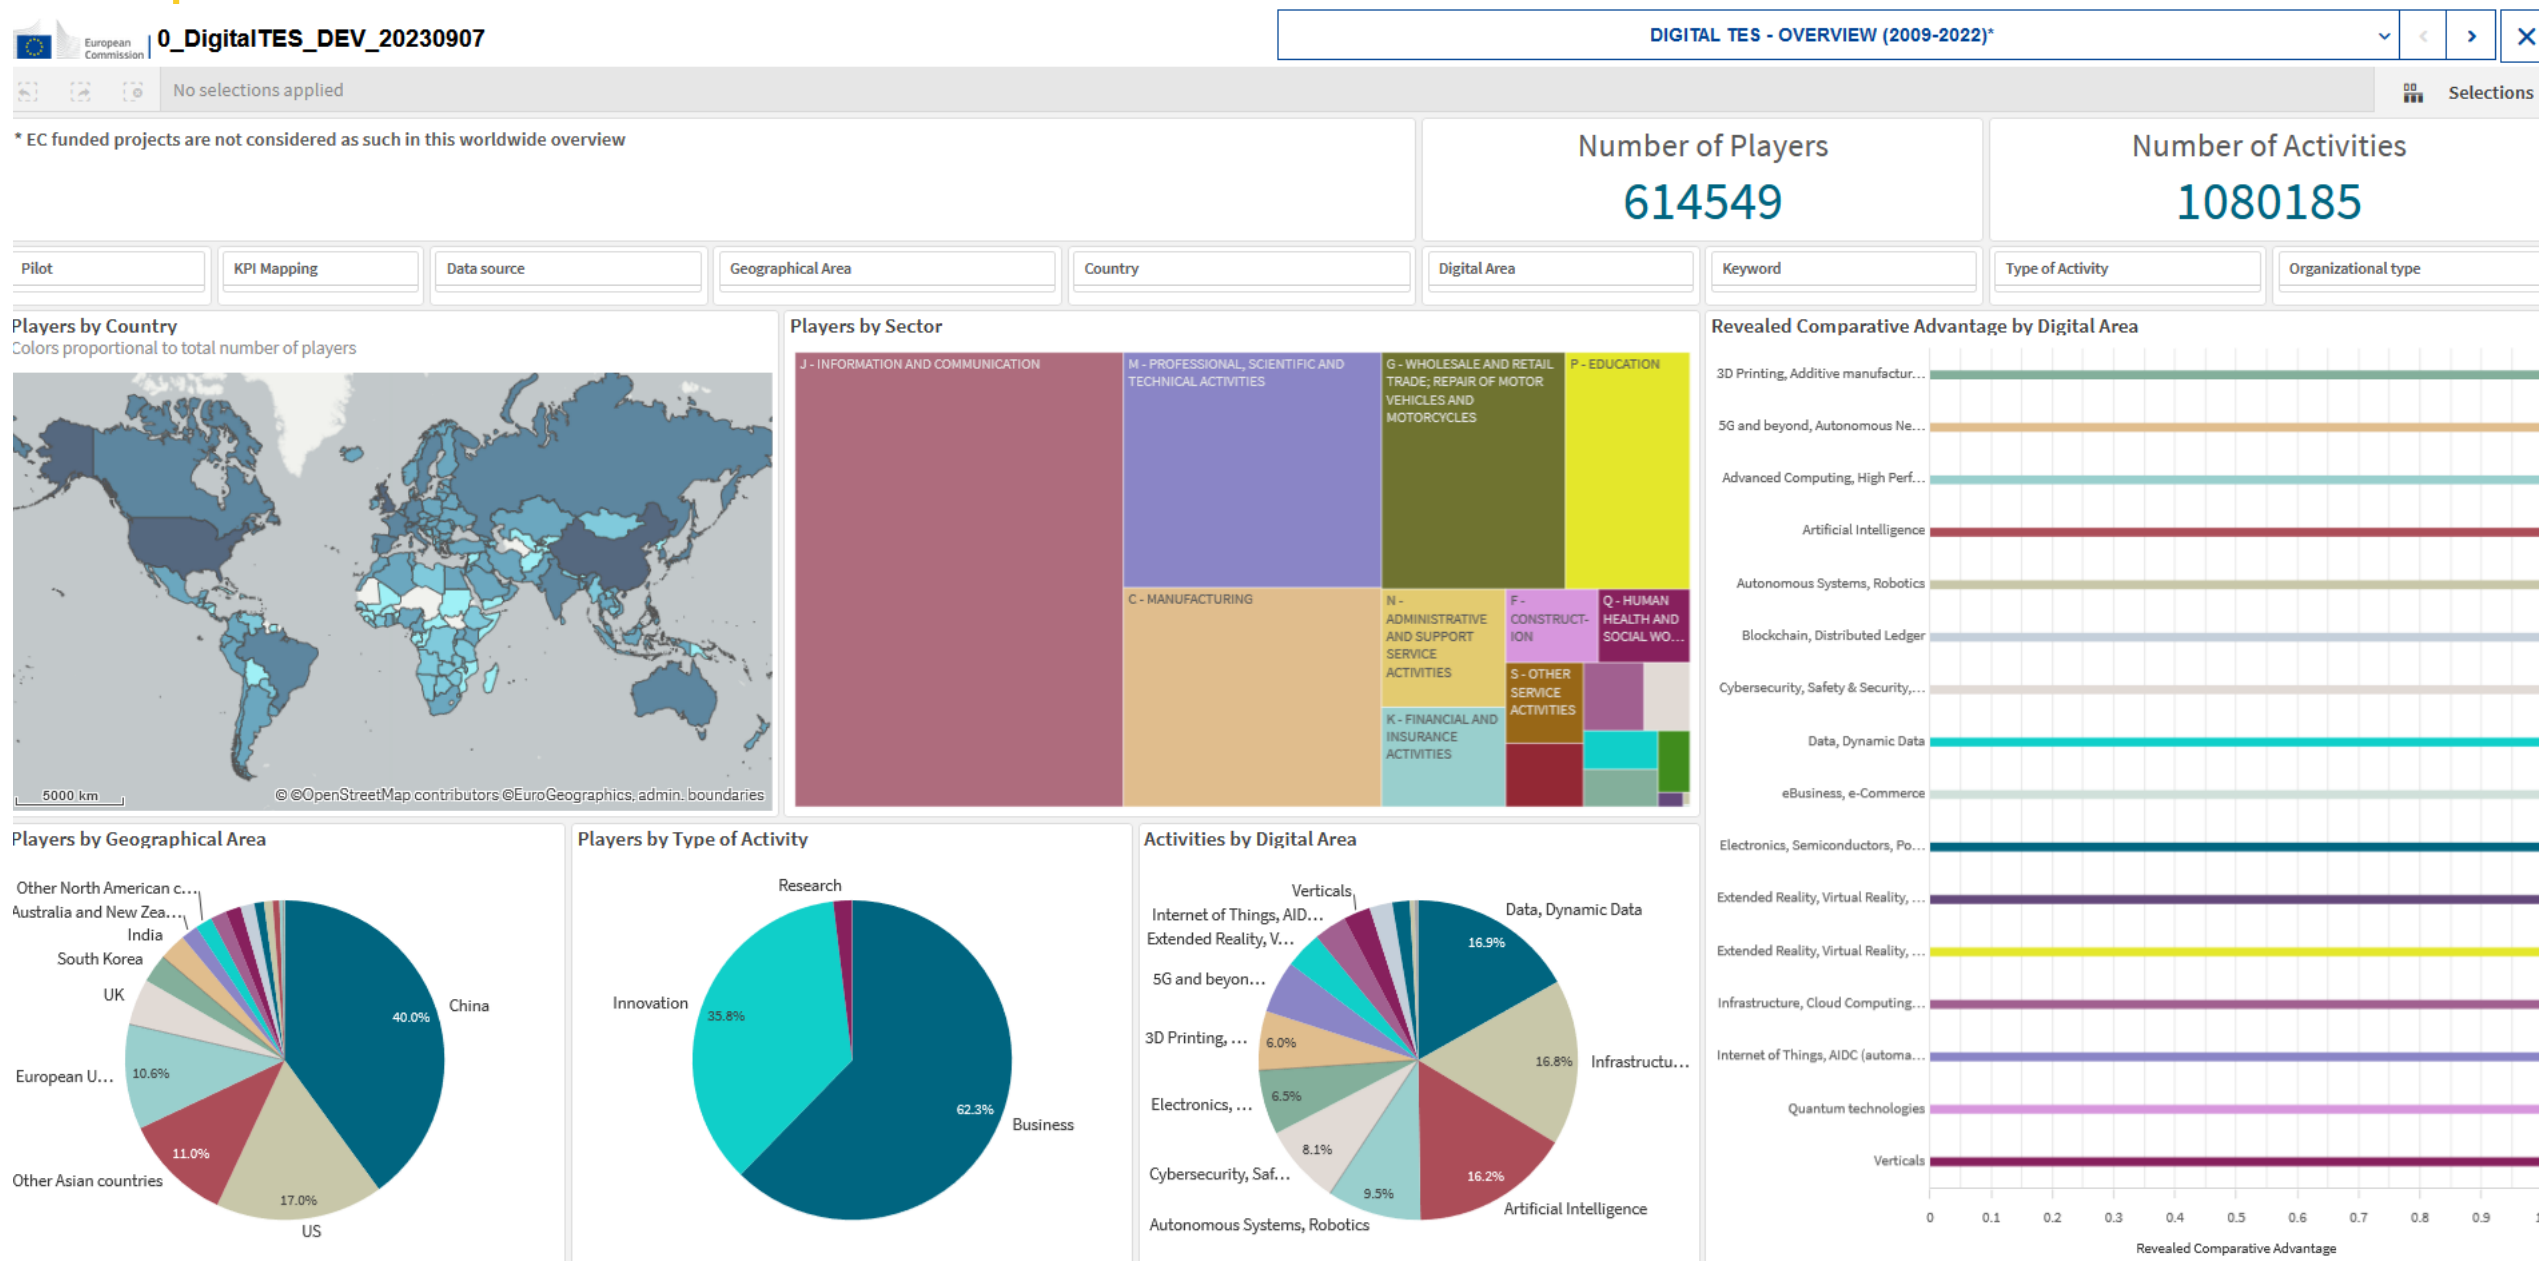 European
Commission
0_DigitalTES_DEV_20230907
DIGITAL TES - OVERVIEW (2009-2022)*
No selections applied
Selections
* EC funded projects are not considered as such in this worldwide overview
Number of Players
614549
Number of Activities
1080185
Pilot
KPI Mapping
Data source
Geographical Area
Country
Digital Area
Keyword
Type of Activity
Organizational type
Players by Country
Colors proportional to total number of players
5000 km
© ©OpenStreetMap contributors ©EuroGeographics, admin. boundaries
Players by Sector
J - INFORMATION AND COMMUNICATION
M - PROFESSIONAL, SCIENTIFIC AND
TECHNICAL ACTIVITIES
G - WHOLESALE AND RETAIL
TRADE; REPAIR OF MOTOR
VEHICLES AND
MOTORCYCLES
P - EDUCATION
C - MANUFACTURING
N -
ADMINISTRATIVE
AND SUPPORT
SERVICE
ACTIVITIES
F -
CONSTRUCT-
ION
Q - HUMAN
HEALTH AND
SOCIAL WO...
S - OTHER
SERVICE
ACTIVITIES
K - FINANCIAL AND
INSURANCE
ACTIVITIES
Revealed Comparative Advantage by Digital Area
3D Printing, Additive manufactur...
5G and beyond, Autonomous Ne...
Advanced Computing, High Perf...
Artificial Intelligence
Autonomous Systems, Robotics
Blockchain, Distributed Ledger
Cybersecurity, Safety & Security,...
Data, Dynamic Data
eBusiness, e-Commerce
Electronics, Semiconductors, Po...
Extended Reality, Virtual Reality, ...
Extended Reality, Virtual Reality, ...
Infrastructure, Cloud Computing...
Internet of Things, AIDC (automa...
Quantum technologies
Verticals
0 0.1 0.2 0.3 0.4 0.5 0.6 0.7 0.8 0.9 1
Revealed Comparative Advantage
Players by Geographical Area
Other North American c...
Australia and New Zea...
India
South Korea
UK
European U...
Other Asian countries
US
China
40.0%
10.6%
11.0%
17.0%
Players by Type of Activity
Research
Innovation
35.8%
62.3%
Business
Activities by Digital Area
Verticals
Internet of Things, AID...
Extended Reality, V...
5G and beyon...
3D Printing, ...
Electronics, ...
Cybersecurity, Saf...
Autonomous Systems, Robotics
Artificial Intelligence
Infrastructu...
Data, Dynamic Data
16.9%
16.8%
16.2%
9.5%
8.1%
6.5%
6.0%